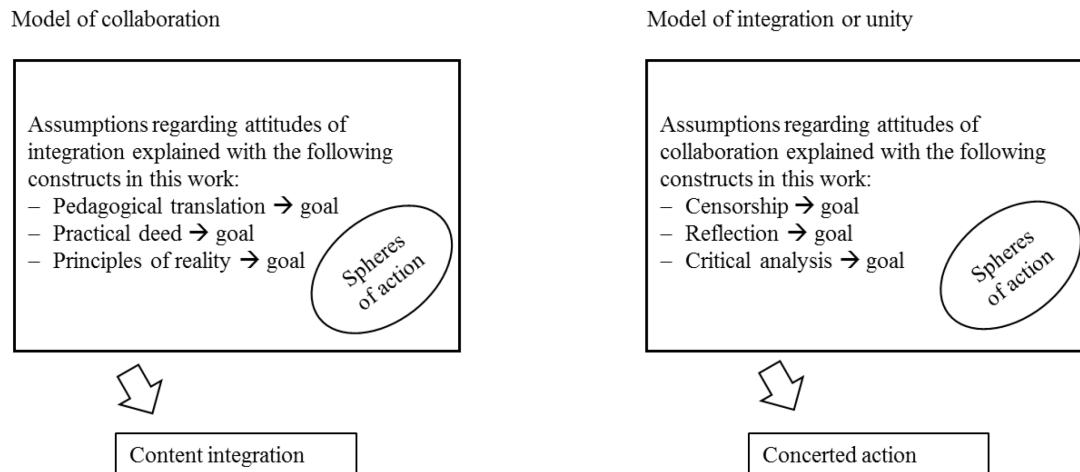 Model of collaboration
Assumptions regarding attitudes of
integration explained with the following
constructs in this work:
– Pedagogical translation → goal
– Practical deed → goal
– Principles of reality → goal
Spheres
of action
Content integration
Model of integration or unity
Assumptions regarding attitudes of
collaboration explained with the following
constructs in this work:
– Censorship → goal
– Reflection → goal
– Critical analysis → goal
Spheres
of action
Concerted action